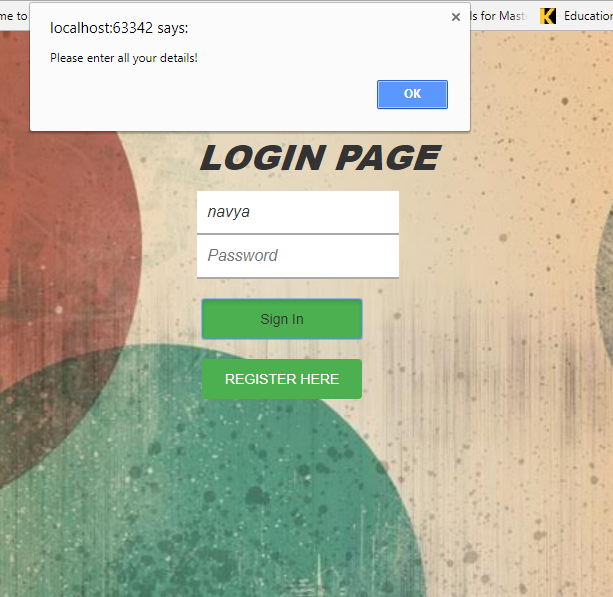 me to
ls for Mast
Education
localhost:63342 says:
Please enter all your details!
OK
LOGIN PAGE
navya
Password
Sign In
REGISTER HERE